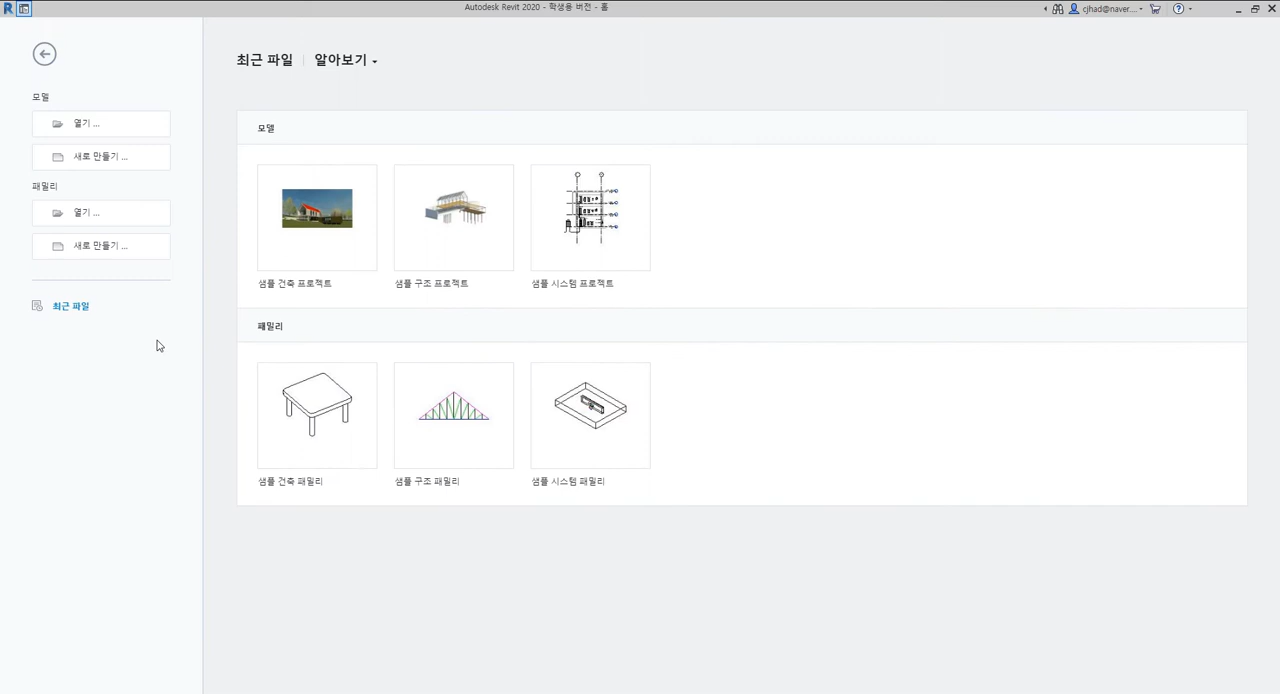 Autodesk Revit 2020 - 학생용 버전 - 홈
cjhad@naver....
최근 파일
알아보기
모델
열기 ...
새로 만들기 ...
패밀리
열기 ...
새로 만들기 ...
최근 파일
모델
샘플 건축 프로젝트
샘플 구조 프로젝트
샘플 시스템 프로젝트
패밀리
샘플 건축 패밀리
샘플 구조 패밀리
샘플 시스템 패밀리